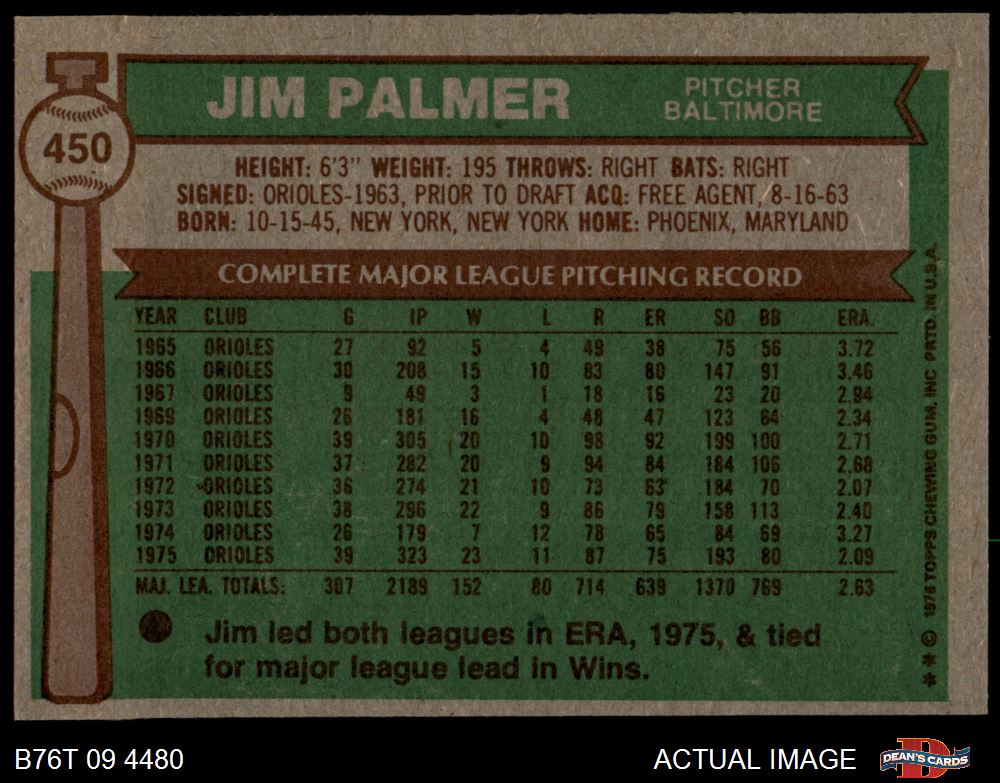 JIM PALMER
PITCHER
BALTIMORE
450
HEIGHT: 6'3" WEIGHT: 195 THROWS: RIGHT BATS: RIGHT
SIGNED: ORIOLES-1963, PRIOR TO DRAFT ACQ: FREE AGENT, 8-16-63
BORN: 10-15-45, NEW YORK, NEW YORK HOME: PHOENIX, MARYLAND
COMPLETE MAJOR LEAGUE PITCHING RECORD
YEAR CLUB G IP W L R ER SO BB ERA.
1965 ORIOLES 27 92 5 4 49 38 75 56 3.72
1966 ORIOLES 30 208 15 10 83 80 147 91 3.46
1967 ORIOLES 9 49 3 1 18 16 23 20 2.94
1969 ORIOLES 26 181 16 4 48 47 123 64 2.34
1970 ORIOLES 39 305 20 10 98 92 199 100 2.71
1971 ORIOLES 37 282 20 9 94 84 184 106 2.68
1972 ORIOLES 36 274 21 10 73 63 184 70 2.07
1973 ORIOLES 38 296 22 9 86 79 158 113 2.40
1974 ORIOLES 26 179 7 12 78 65 84 69 3.27
1975 ORIOLES 39 323 23 11 87 75 193 80 2.09
MAJ. LEA. TOTALS: 307 2189 152 80 714 639 1370 769 2.63
Jim led both leagues in ERA, 1975, & tied
for major league lead in Wins.
* * © 1976 TOPPS CHEWING GUM, INC PRTD. IN U.S.A.
B76T 09 4480
ACTUAL IMAGE
DEAN'S CARDS